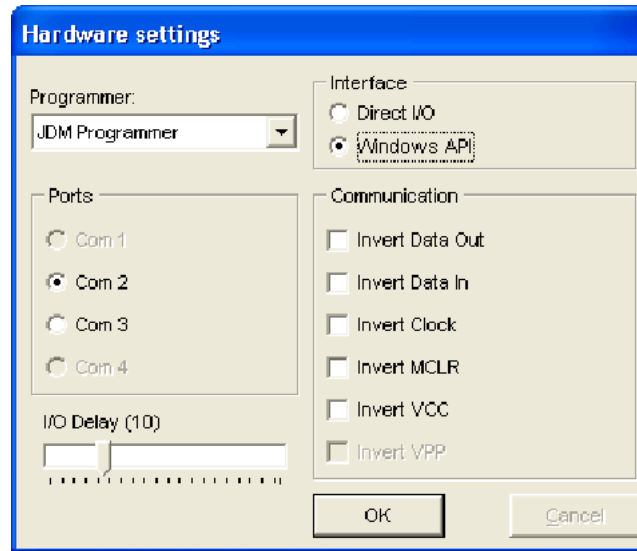 Hardware settings
Programmer:
JDM Programmer
Interface
Direct I/O
Windows API
Ports
Com 1
Com 2
Com 3
Com 4
I/O Delay (10)
Communication
Invert Data Out
Invert Data In
Invert Clock
Invert MCLR
Invert VCC
Invert VPP
OK
Cancel